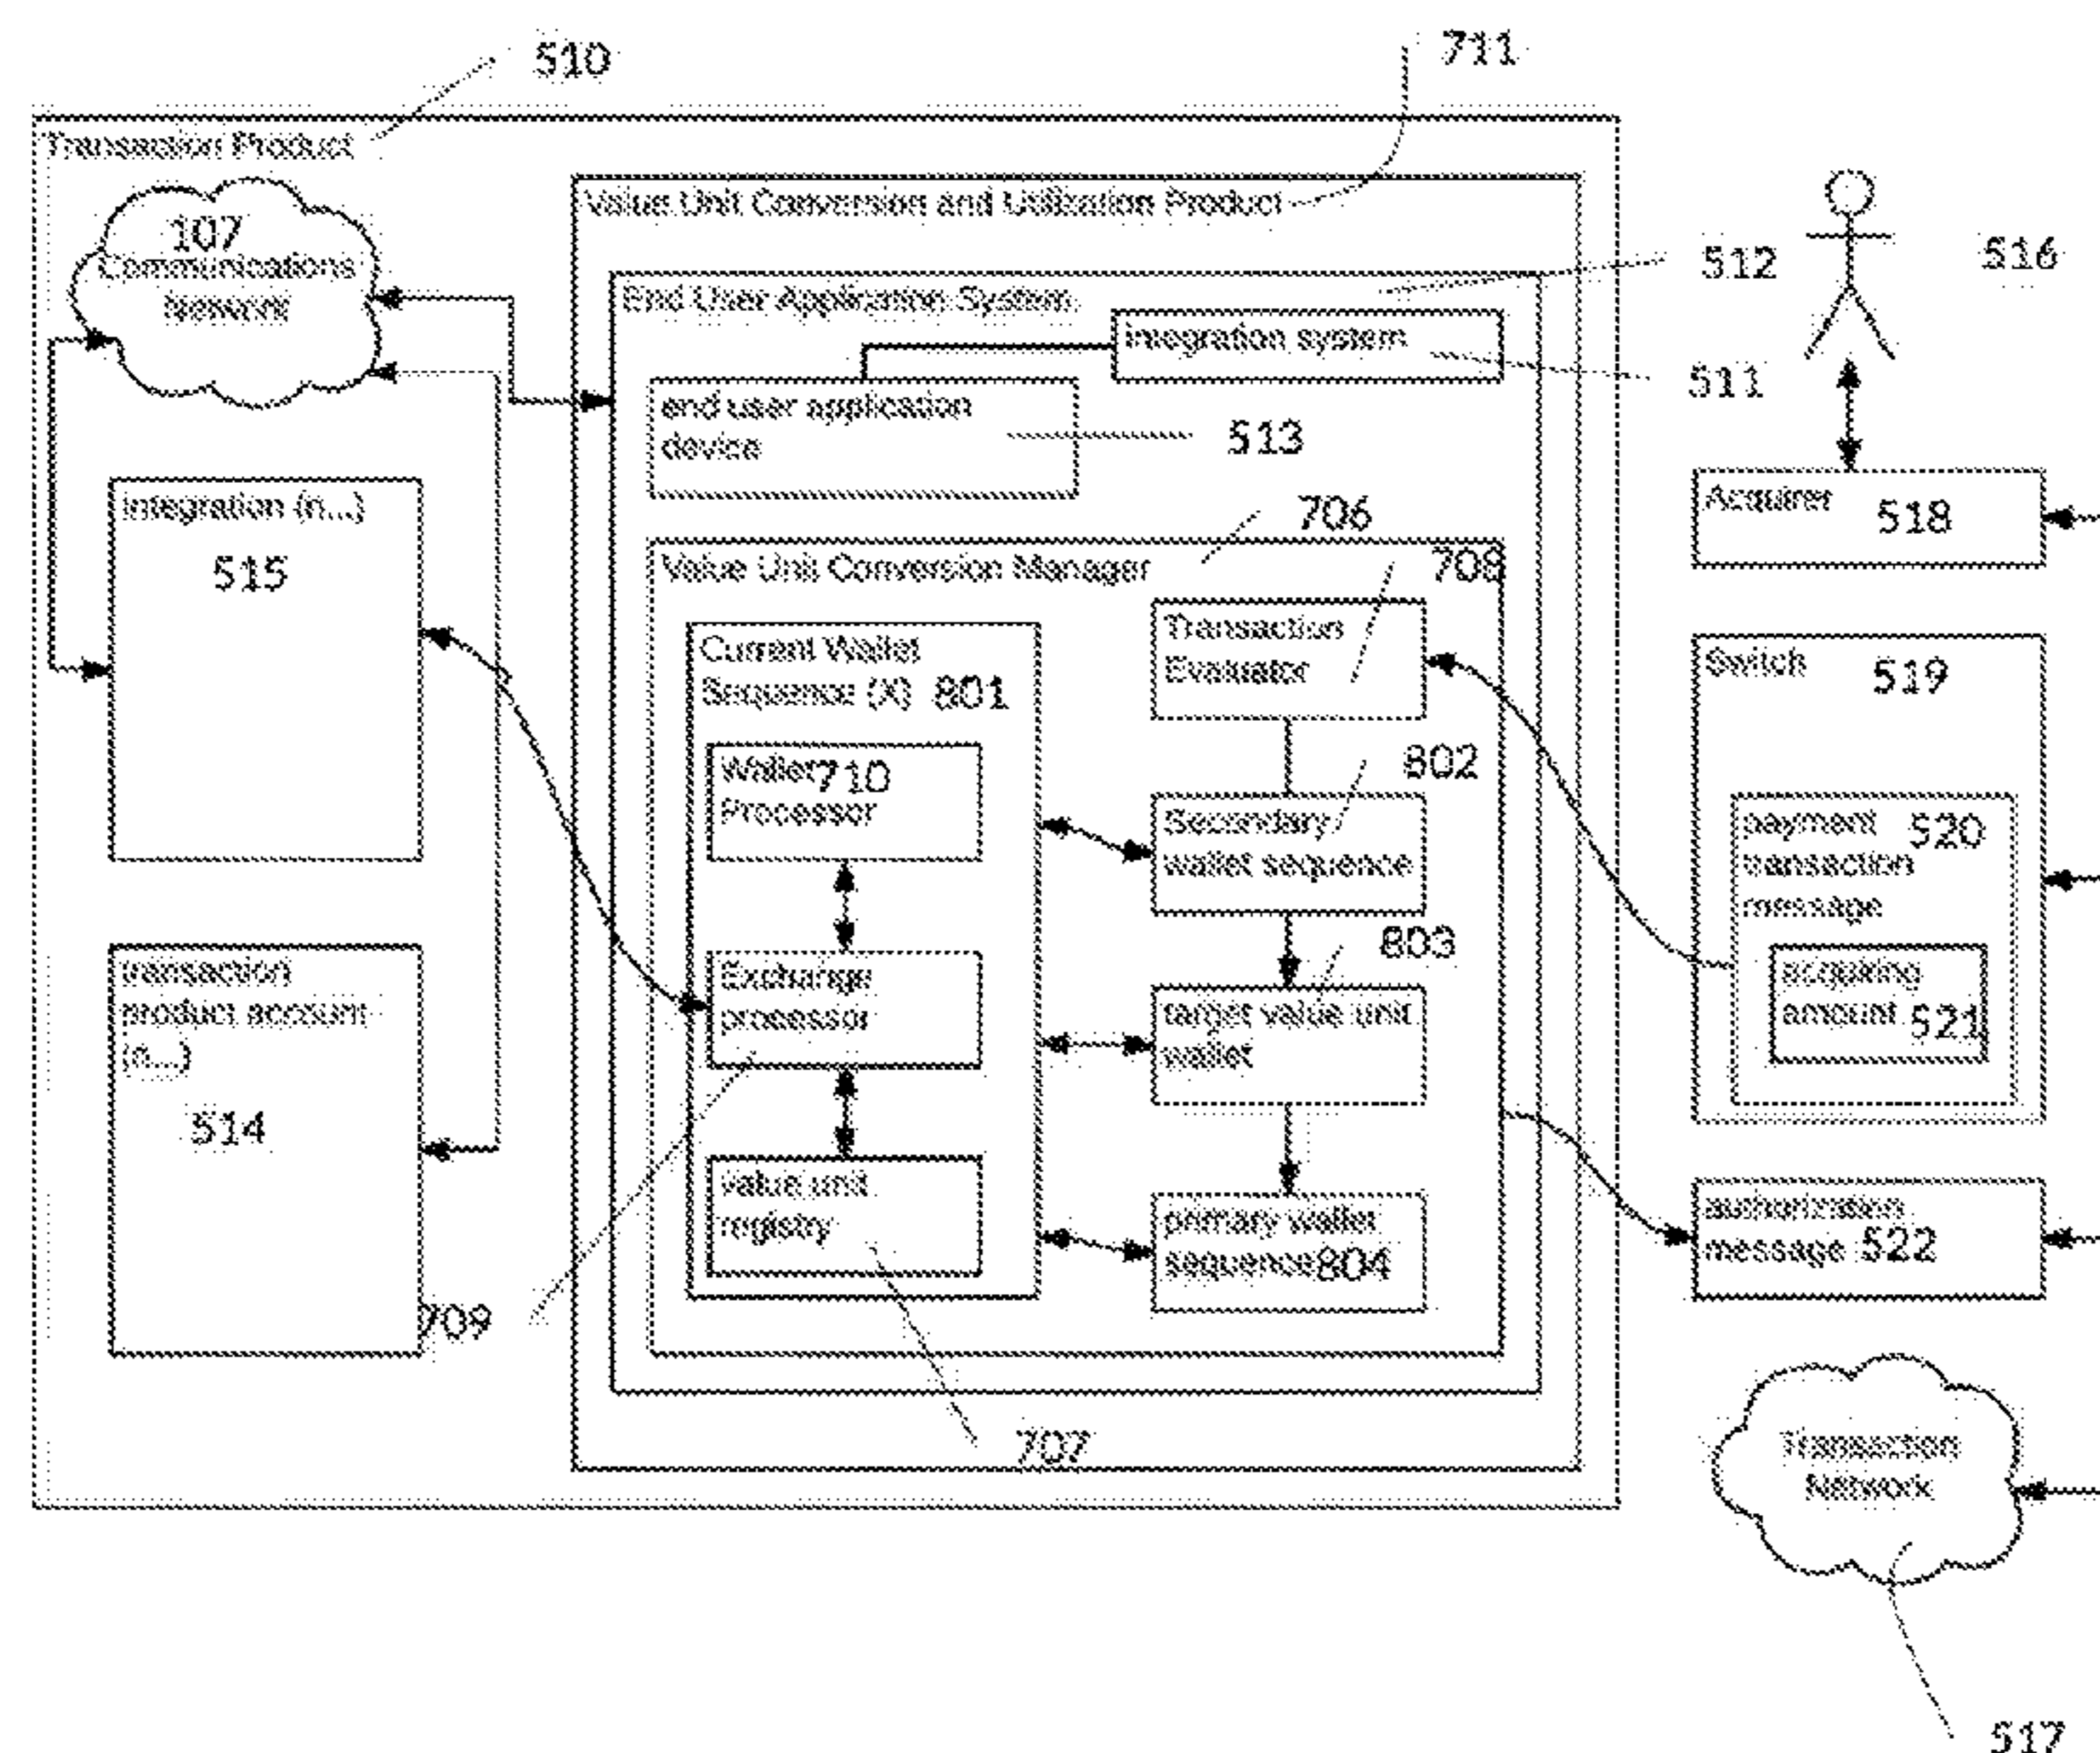 510
711
Transaction Product
Value Unit Conversion and Utilization Product
107
Communications
Network
512
516
End User Application System
integration system
511
end user application
device
513
Acquirer
518
integration (n...)
515
706
Value Unit Conversion Manager
708
Transaction
Evaluator
Current Wallet
Sequence (X) 801
Switch
519
Wallet 710
Processor
802
Secondary
wallet sequence
payment 520
transaction
message
803
transaction
product account
(n...)
514
Exchange
processor
target value unit
wallet
acquiring
amount 521
value unit
registry
primary wallet
sequence 804
authorization
message 522
709
707
Transaction
Network
517